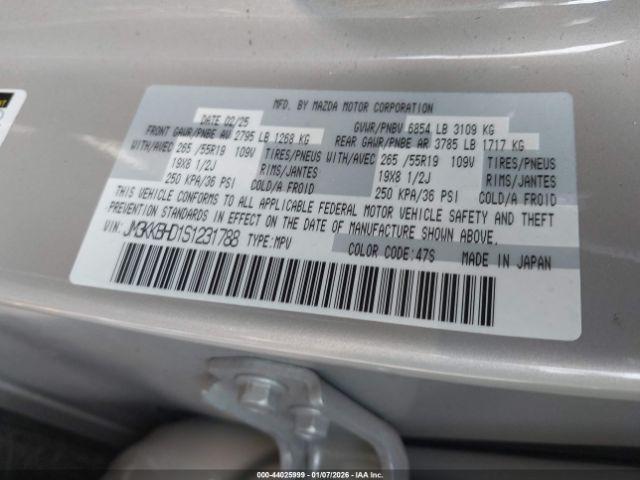 MFD. BY MAZDA MOTOR CORPORATION
DATE 02/25 GVWR/PNBV 6854 LB 3109 KG
FRONT GAWR/PNBE AV 2795 LB 1268 KG REAR GAWR/PNBE AR 3785 LB 1717 KG
WITH/AVEC 265 /55R19 109V TIRES/PNEUS WITH/AVEC 265 /55R19 109V TIRES/PNEUS
19X8 1/2J RIMS/JANTES 19X8 1/2J RIMS/JANTES
250 KPA/36 PSI COLD/A FROID 250 KPA/36 PSI COLD/A FROID
THIS VEHICLE CONFORMS TO ALL APPLICABLE FEDERAL MOTOR VEHICLE SAFETY AND THEFT
PREVENTION STANDARDS IN EFFECT ON THE DATE OF MANUFACTURE SHOWN ABOVE.
VIN: JM3KKBHD1S1231788 TYPE:MPV COLOR CODE:47S MADE IN JAPAN
000-44025999 - 01/07/2026 - IAA Inc.